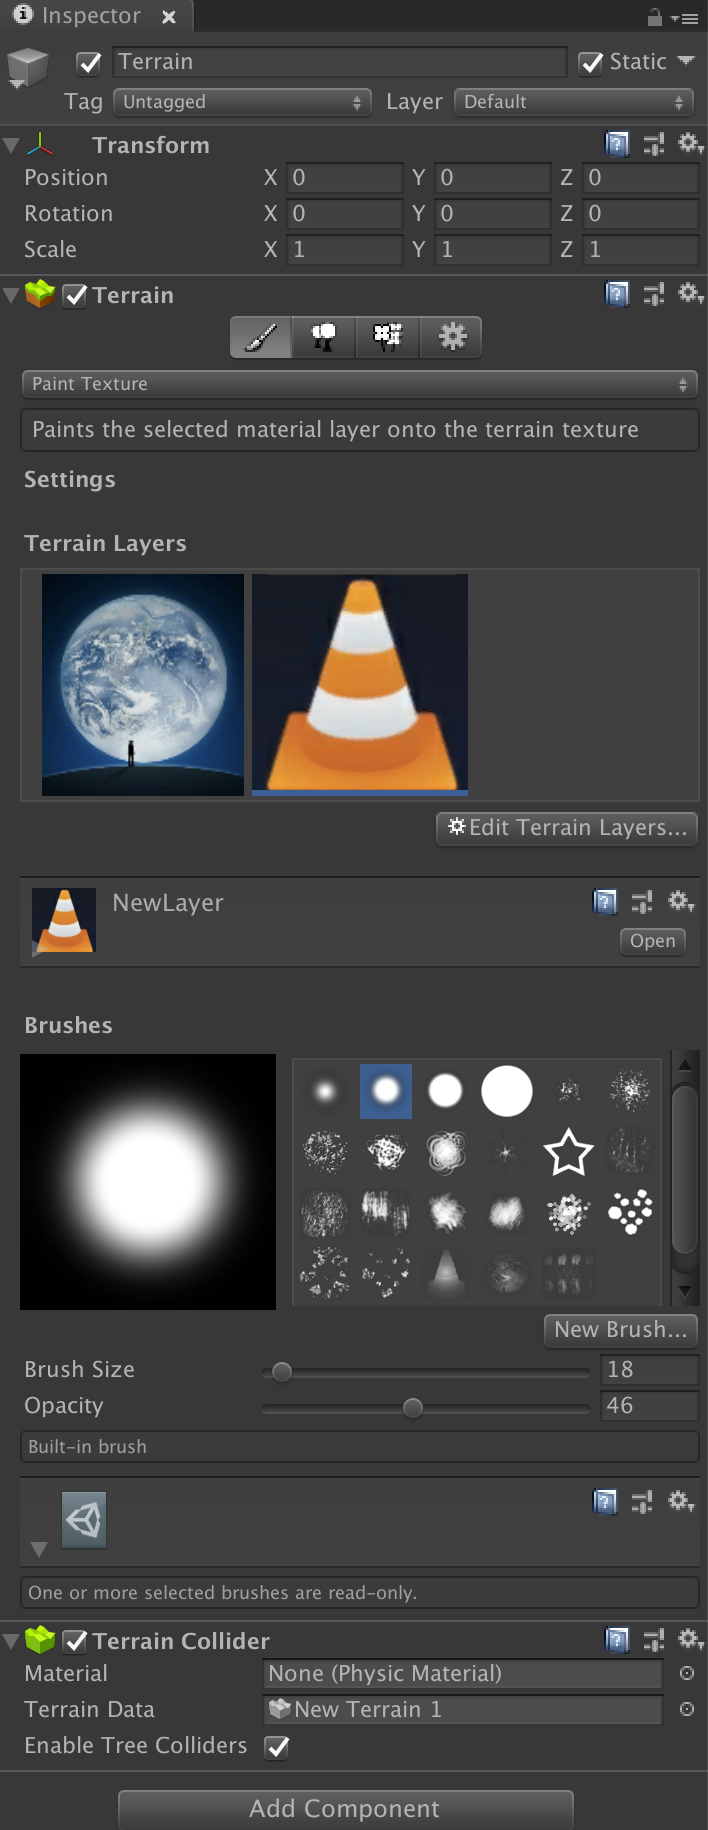 Inspector
Terrain
Static
Tag Untagged Layer Default
Transform
Position X 0 Y 0 Z 0
Rotation X 0 Y 0 Z 0
Scale X 1 Y 1 Z 1
Terrain
Paint Texture
Paints the selected material layer onto the terrain texture
Settings
Terrain Layers
Edit Terrain Layers...
NewLayer
Open
Brushes
New Brush...
Brush Size 18
Opacity 46
Built-in brush
One or more selected brushes are read-only.
Terrain Collider
Material None (Physic Material)
Terrain Data New Terrain 1
Enable Tree Colliders
Add Component